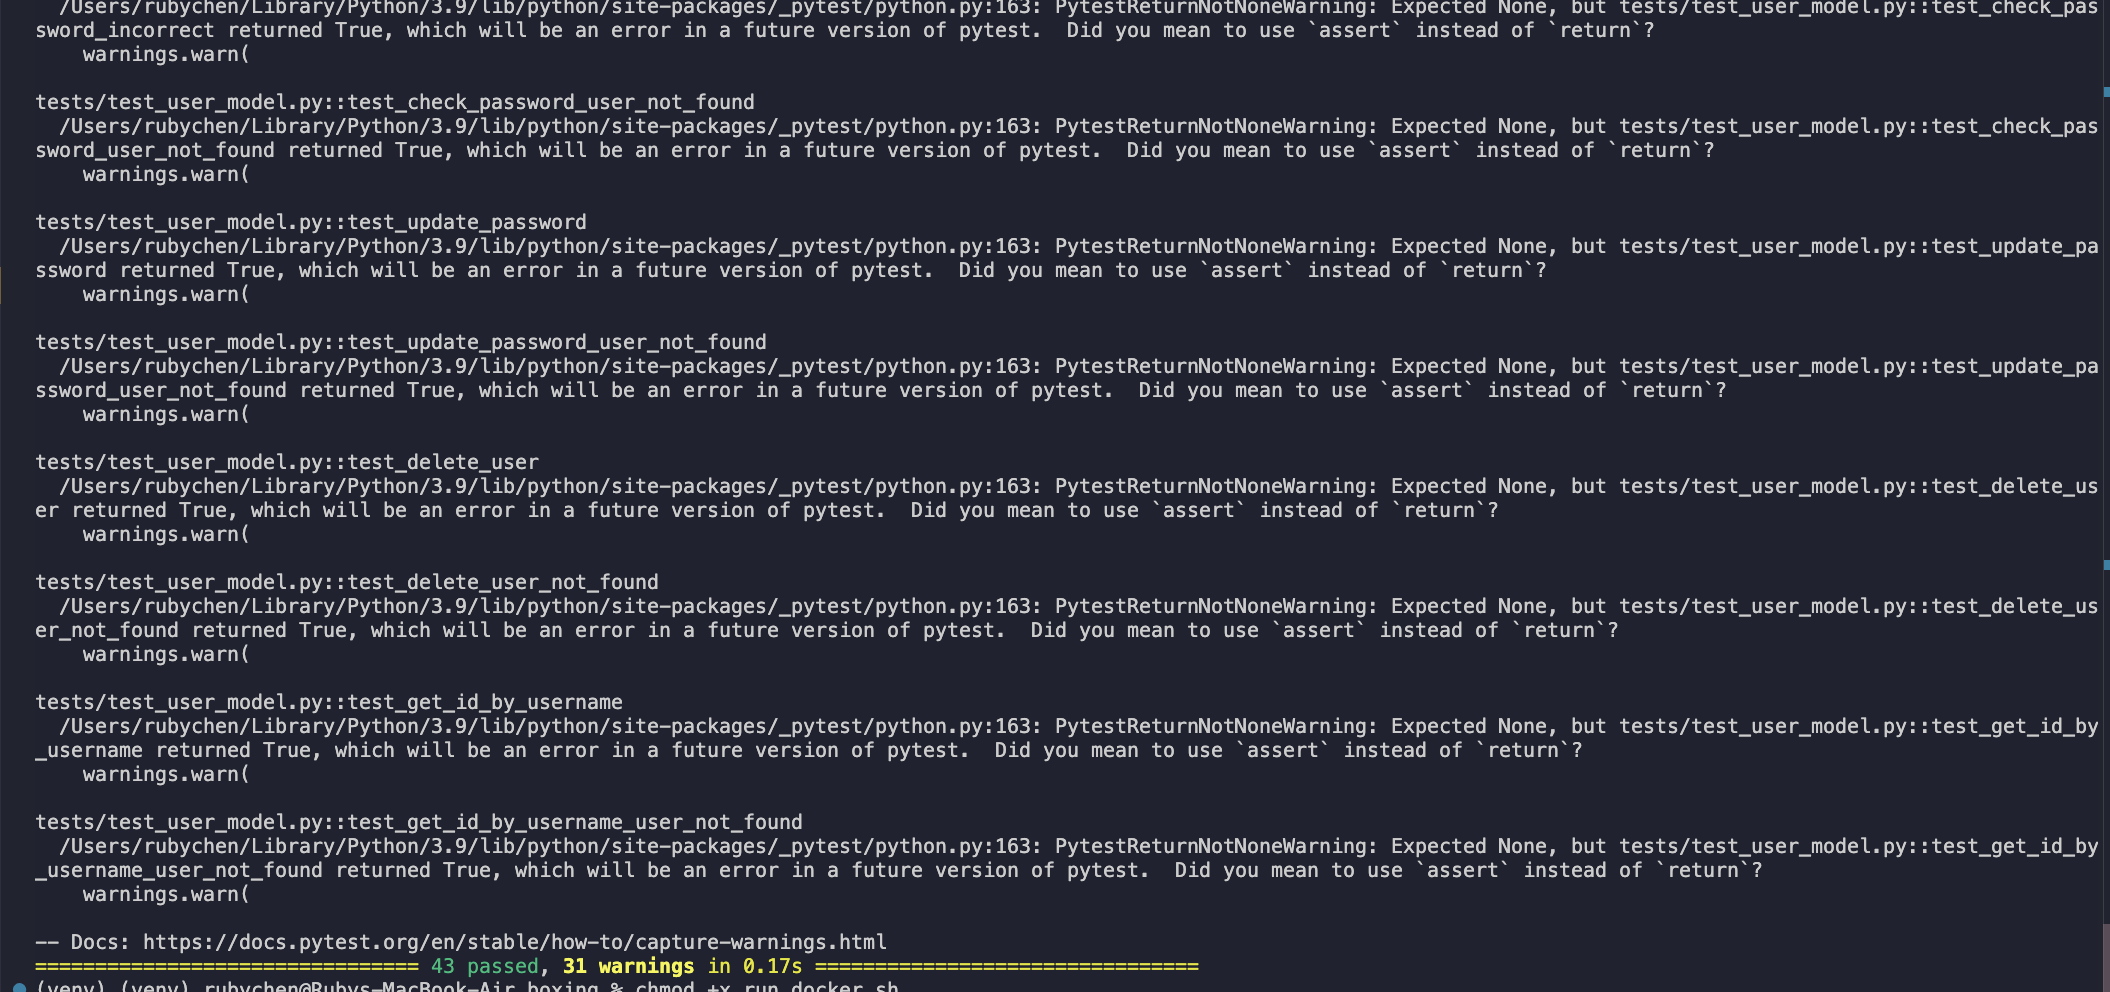 /Users/rubychen/Library/Python/3.9/lib/python/site-packages/_pytest/python.py:163: PytestReturnNotNoneWarning: Expected None, but tests/test_user_model.py::test_check_pas
sword_incorrect returned True, which will be an error in a future version of pytest.  Did you mean to use `assert` instead of `return`?
warnings.warn(
tests/test_user_model.py::test_check_password_user_not_found
/Users/rubychen/Library/Python/3.9/lib/python/site-packages/_pytest/python.py:163: PytestReturnNotNoneWarning: Expected None, but tests/test_user_model.py::test_check_pas
sword_user_not_found returned True, which will be an error in a future version of pytest.  Did you mean to use `assert` instead of `return`?
warnings.warn(
tests/test_user_model.py::test_update_password
/Users/rubychen/Library/Python/3.9/lib/python/site-packages/_pytest/python.py:163: PytestReturnNotNoneWarning: Expected None, but tests/test_user_model.py::test_update_pa
ssword returned True, which will be an error in a future version of pytest.  Did you mean to use `assert` instead of `return`?
warnings.warn(
tests/test_user_model.py::test_update_password_user_not_found
/Users/rubychen/Library/Python/3.9/lib/python/site-packages/_pytest/python.py:163: PytestReturnNotNoneWarning: Expected None, but tests/test_user_model.py::test_update_pa
ssword_user_not_found returned True, which will be an error in a future version of pytest.  Did you mean to use `assert` instead of `return`?
warnings.warn(
tests/test_user_model.py::test_delete_user
/Users/rubychen/Library/Python/3.9/lib/python/site-packages/_pytest/python.py:163: PytestReturnNotNoneWarning: Expected None, but tests/test_user_model.py::test_delete_us
er returned True, which will be an error in a future version of pytest.  Did you mean to use `assert` instead of `return`?
warnings.warn(
tests/test_user_model.py::test_delete_user_not_found
/Users/rubychen/Library/Python/3.9/lib/python/site-packages/_pytest/python.py:163: PytestReturnNotNoneWarning: Expected None, but tests/test_user_model.py::test_delete_us
er_not_found returned True, which will be an error in a future version of pytest.  Did you mean to use `assert` instead of `return`?
warnings.warn(
tests/test_user_model.py::test_get_id_by_username
/Users/rubychen/Library/Python/3.9/lib/python/site-packages/_pytest/python.py:163: PytestReturnNotNoneWarning: Expected None, but tests/test_user_model.py::test_get_id_by
_username returned True, which will be an error in a future version of pytest.  Did you mean to use `assert` instead of `return`?
warnings.warn(
tests/test_user_model.py::test_get_id_by_username_user_not_found
/Users/rubychen/Library/Python/3.9/lib/python/site-packages/_pytest/python.py:163: PytestReturnNotNoneWarning: Expected None, but tests/test_user_model.py::test_get_id_by
_username_user_not_found returned True, which will be an error in a future version of pytest.  Did you mean to use `assert` instead of `return`?
warnings.warn(
-- Docs: https://docs.pytest.org/en/stable/how-to/capture-warnings.html
================================ 43 passed, 31 warnings in 0.17s ================================
(venv) (venv) rubychen@Rubys-MacBook-Air boxing % chmod +x run_docker.sh